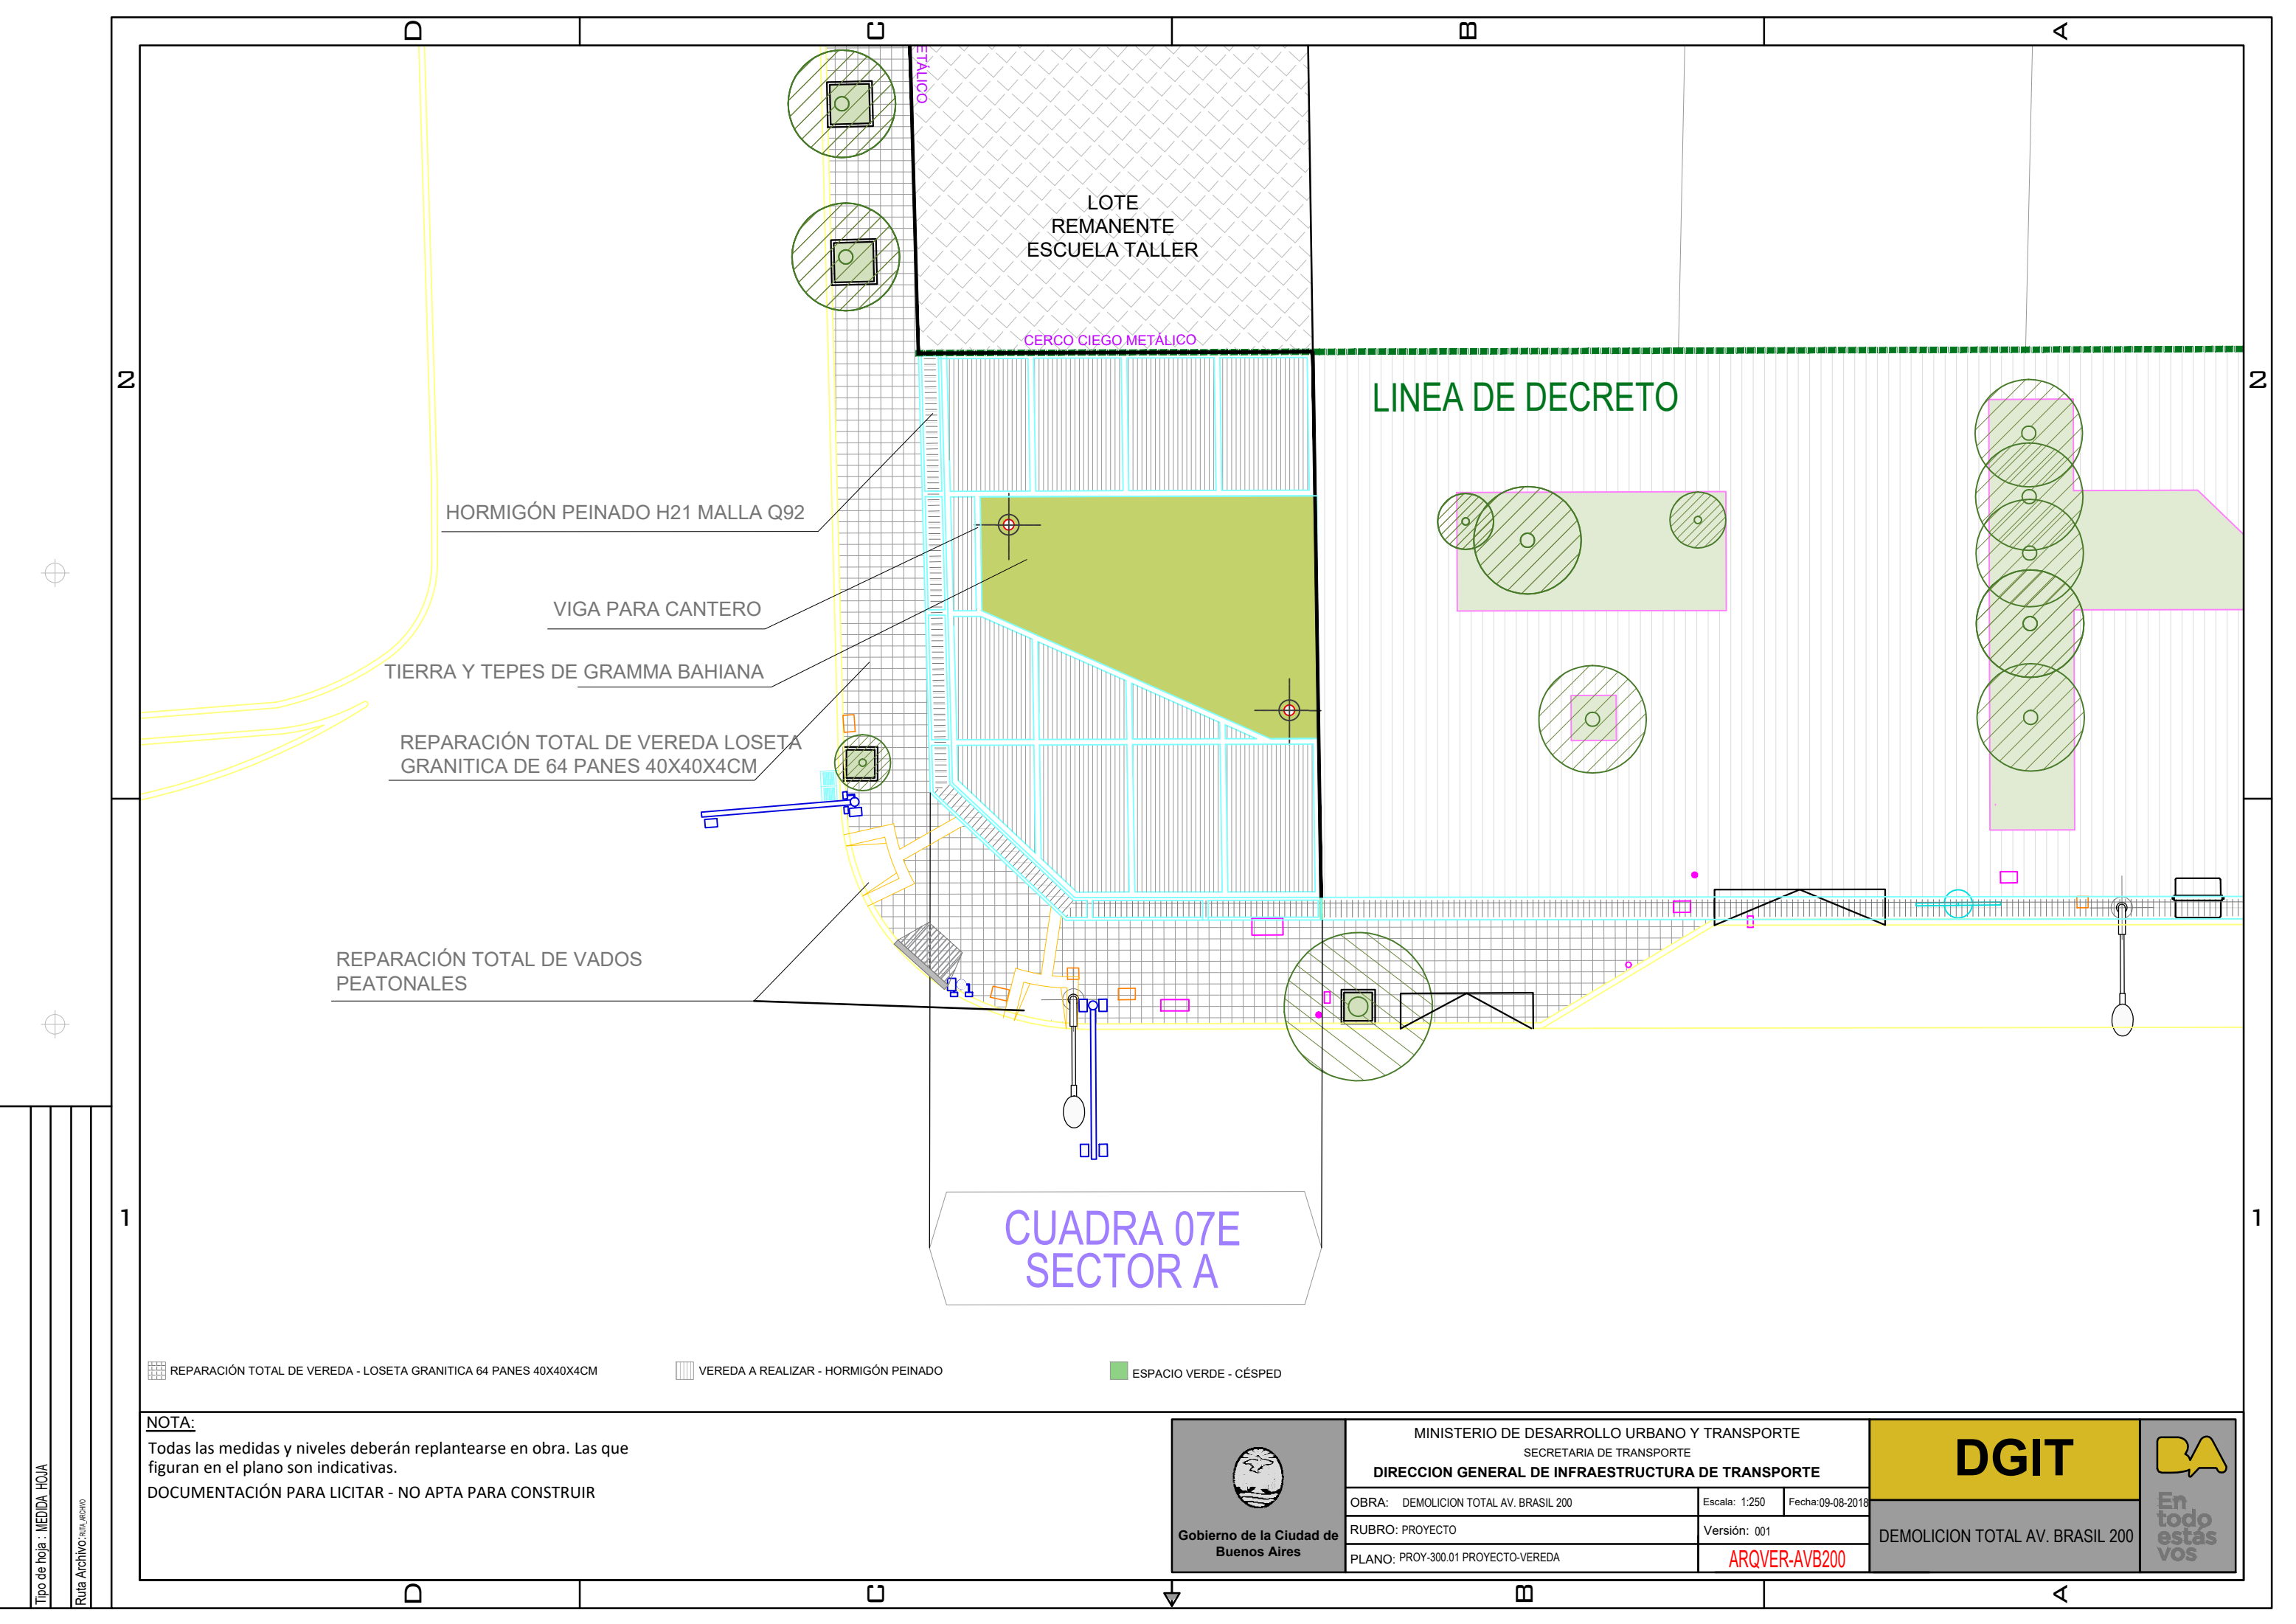 D
C
B
A
ETÁLICO
LOTE
REMANENTE
ESCUELA TALLER
CERCO CIEGO METÁLICO
2
2
LINEA DE DECRETO
HORMIGÓN PEINADO H21 MALLA Q92
VIGA PARA CANTERO
TIERRA Y TEPES DE GRAMMA BAHIANA
REPARACIÓN TOTAL DE VEREDA LOSETA
GRANITICA DE 64 PANES 40X40X4CM
REPARACIÓN TOTAL DE VADOS
PEATONALES
1
1
1
CUADRA 07E
SECTOR A
REPARACIÓN TOTAL DE VEREDA - LOSETA GRANITICA 64 PANES 40X40X4CM
VEREDA A REALIZAR - HORMIGÓN PEINADO
ESPACIO VERDE - CÉSPED
NOTA:
Todas las medidas y niveles deberán replantearse en obra. Las que
figuran en el plano son indicativas.
DOCUMENTACIÓN PARA LICITAR - NO APTA PARA CONSTRUIR
Tipo de hoja : MEDIDA HOJA
Ruta Archivo: RUTA_ARCHIVO
Gobierno de la Ciudad de
Buenos Aires
MINISTERIO DE DESARROLLO URBANO Y TRANSPORTE
SECRETARIA DE TRANSPORTE
DIRECCION GENERAL DE INFRAESTRUCTURA DE TRANSPORTE
OBRA: DEMOLICION TOTAL AV. BRASIL 200
Escala: 1:250
Fecha:09-08-2018
RUBRO: PROYECTO
Versión: 001
PLANO: PROY-300.01 PROYECTO-VEREDA
ARQVER-AVB200
DGIT
DEMOLICION TOTAL AV. BRASIL 200
BA
En
todo
estás
vos
D
C
B
A